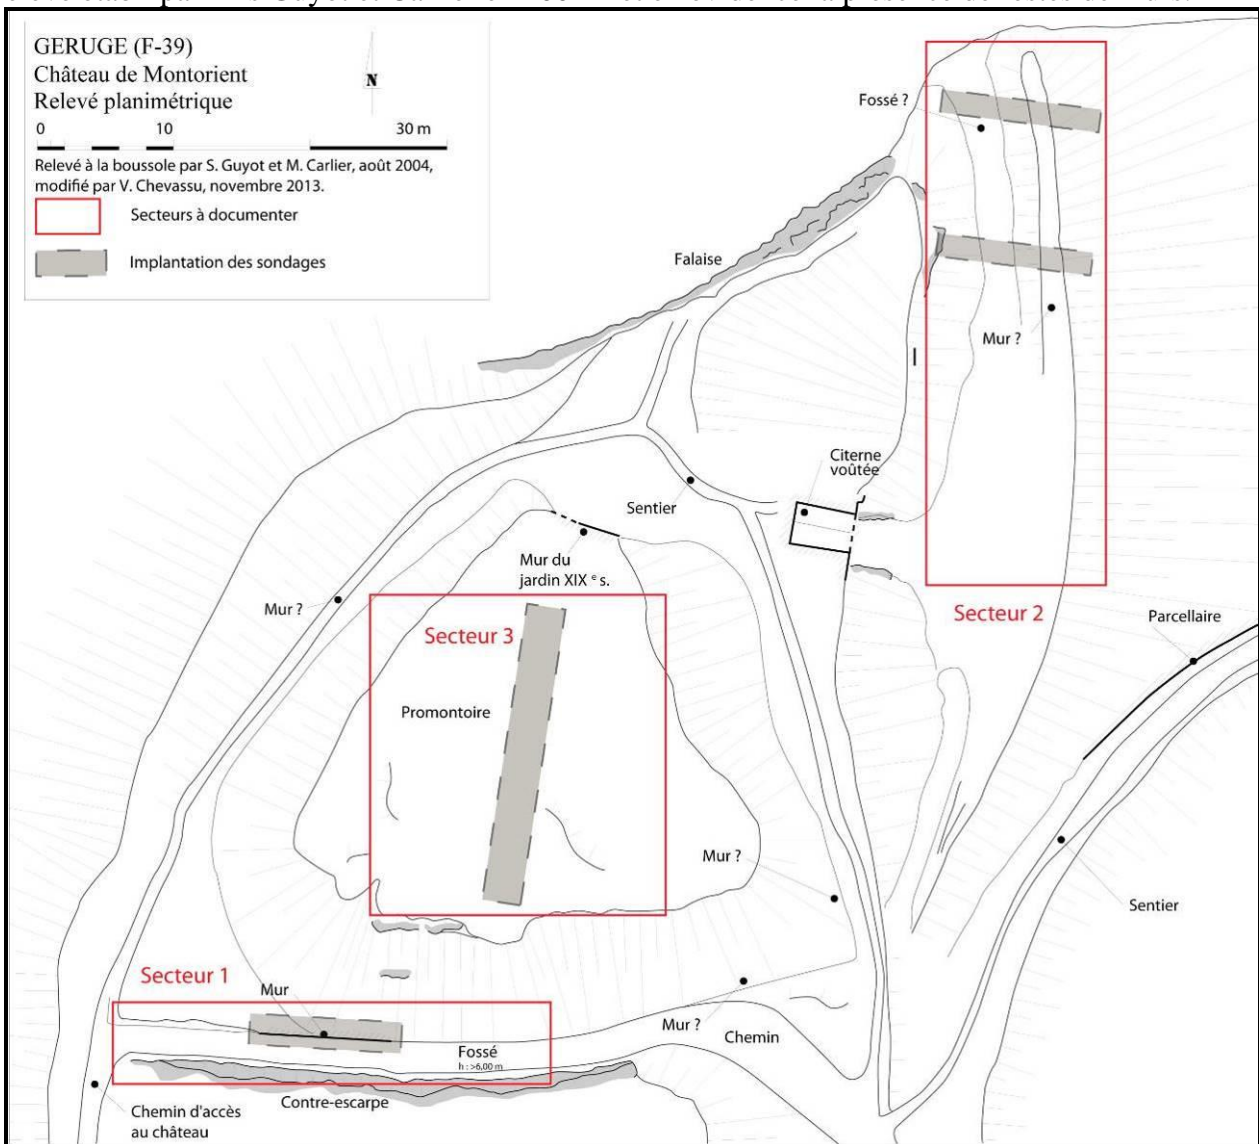 GERUGE (F-39)
Château de Montorient
Relevé planimétrique
N
0 10 30 m
Relevé à la boussole par S. Guyot et M. Carlier, août 2004,
modifié par V. Chevassu, novembre 2013.
Secteurs à documenter
Implantation des sondages
Fossé ?
Falaise
Mur ?
Citerne
voûtée
Sentier
Mur du
jardin XIXe s.
Mur ?
Secteur 3
Secteur 2
Parcellaire
Promontoire
Mur ?
Sentier
Secteur 1
Mur
Mur ?
Chemin
Fossé
h : >6,00 m
Contre-escarpe
Chemin d'accès
au château